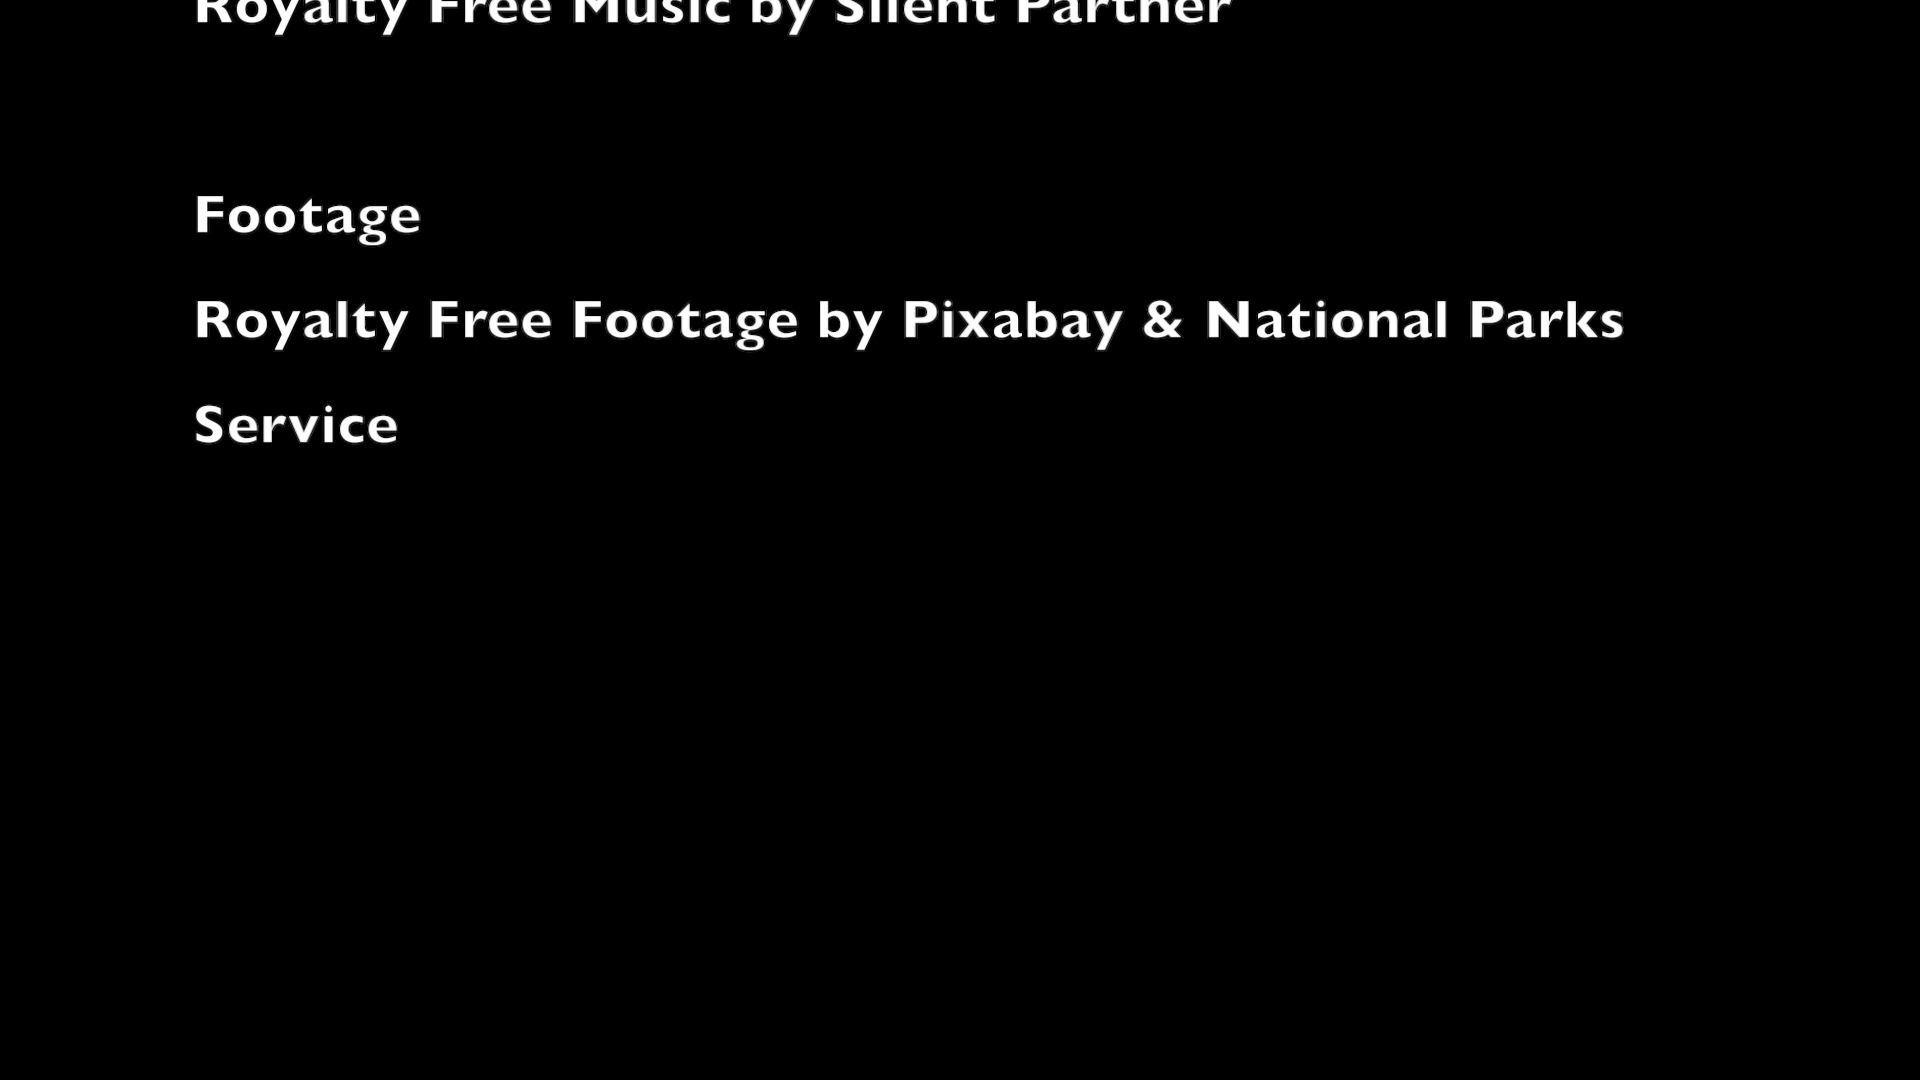 Royalty Free Music by Silent Partner
Footage
Royalty Free Footage by Pixabay & National Parks
Service